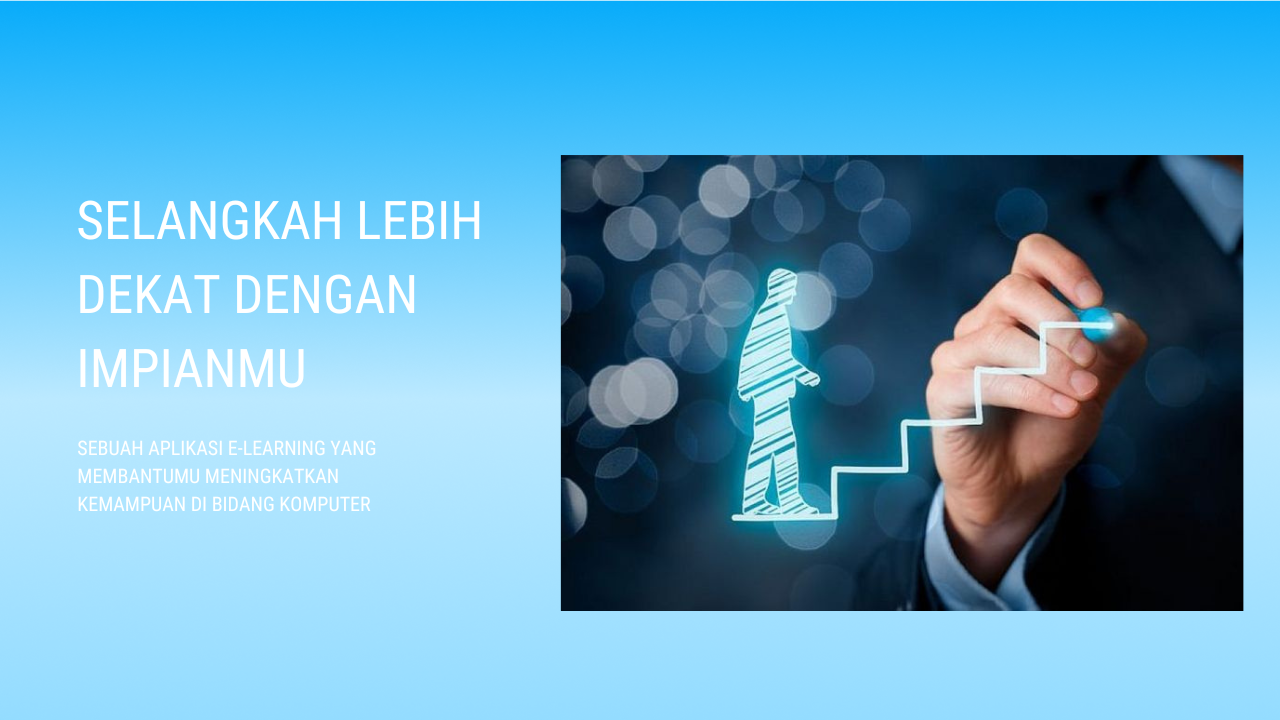 SELANGKAH LEBIH
DEKAT DENGAN
IMPIANMU
SEBUAH APLIKASI E-LEARNING YANG
MEMBANTUMU MENINGKATKAN
KEMAMPUAN DI BIDANG KOMPUTER